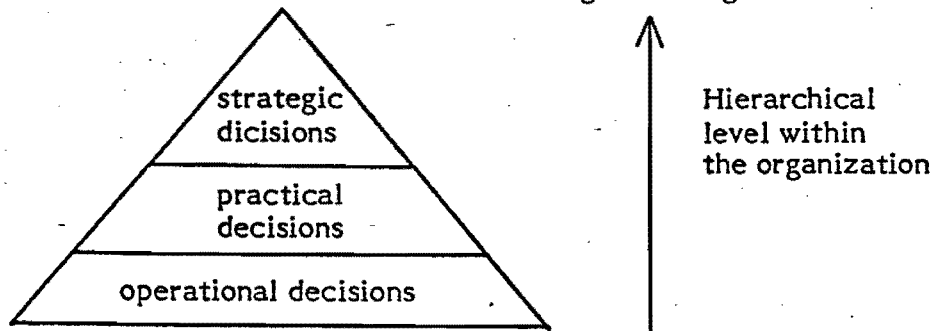 strategic
dicisions
practical
decisions
operational decisions
Hierarchical
level within
the organization